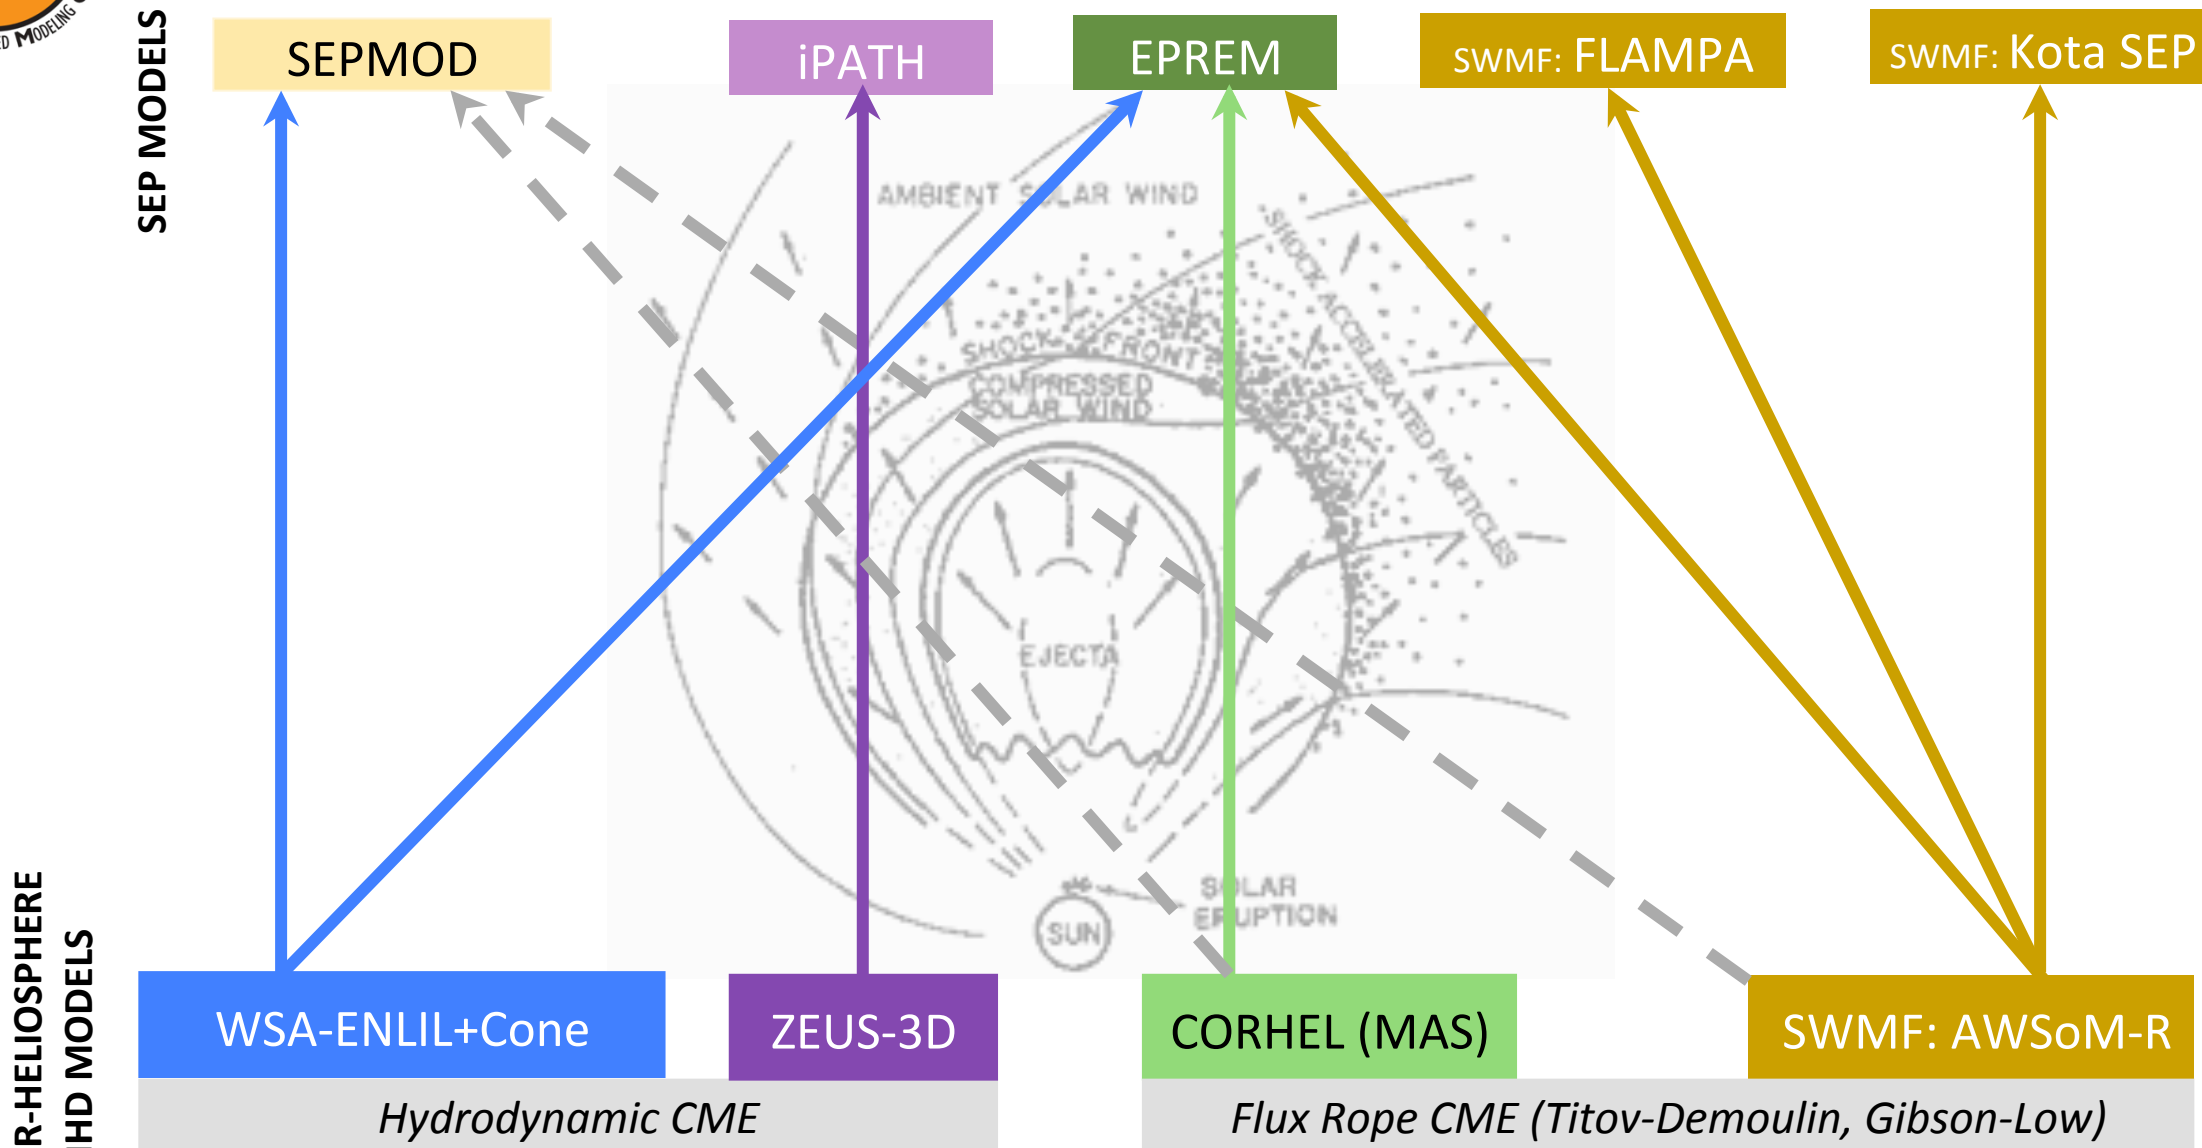 MODELING
SEP MODELS
SEPMOD
iPATH
EPREM
SWMF: FLAMPA
SWMF: Kota SEP
AMBIENT SOLAR WIND
SHOCK ACCELERATED PARTICLES
SHOCK FRONT
COMPRESSED
SOLAR WIND
EJECTA
SOLAR
ERUPTION
SUN
R-HELIOSPHERE
HD MODELS
WSA-ENLIL+Cone
ZEUS-3D
CORHEL (MAS)
SWMF: AWSoM-R
Hydrodynamic CME
Flux Rope CME (Titov-Demoulin, Gibson-Low)